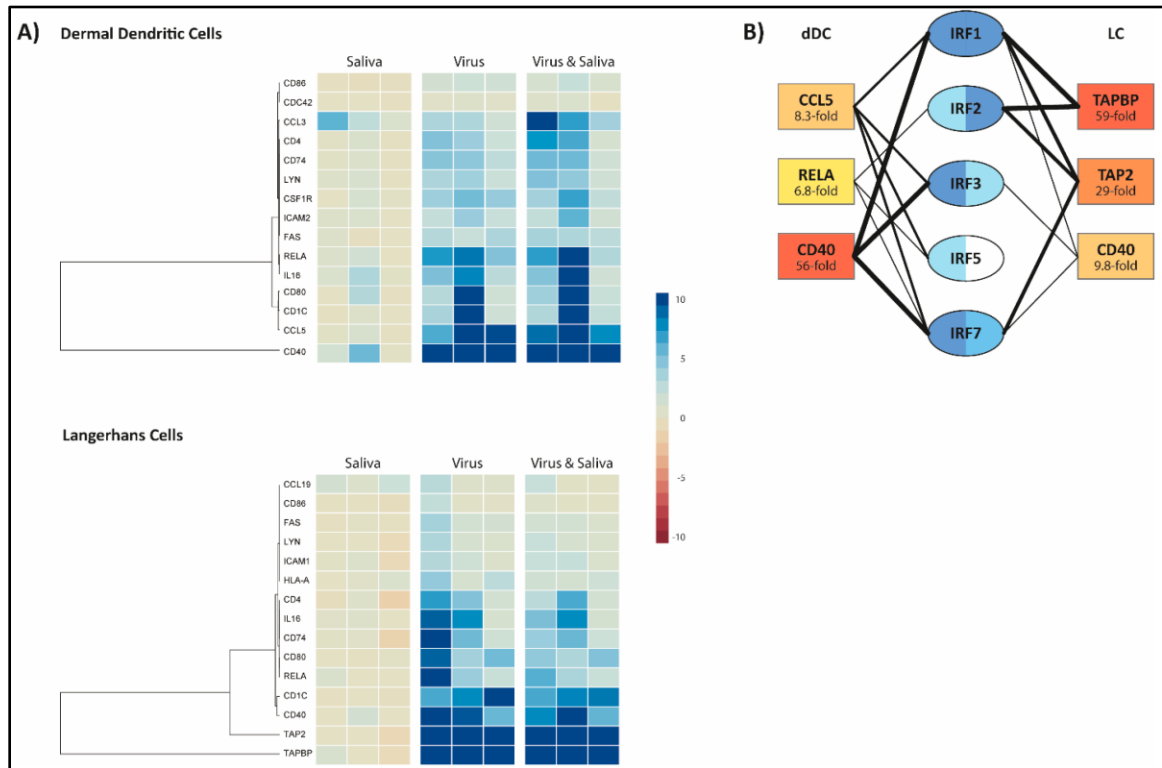 A)
Dermal Dendritic Cells
Saliva Virus Virus & Saliva
CD86
CDC42
CCL3
CD4
CD74
LYN
CSF1R
ICAM2
FAS
RELA
IL16
CD80
CD1C
CCL5
CD40
10
5
0
-5
-10
Langerhans Cells
Saliva Virus Virus & Saliva
CCL19
CD86
FAS
LYN
ICAM1
HLA-A
CD4
IL16
CD74
CD80
RELA
CD1C
CD40
TAP2
TAPBP
B)
dDC
LC
IRF1
CCL5
8.3-fold
IRF2
TAPBP
59-fold
RELA
6.8-fold
IRF3
TAP2
29-fold
CD40
56-fold
IRF5
CD40
9.8-fold
IRF7